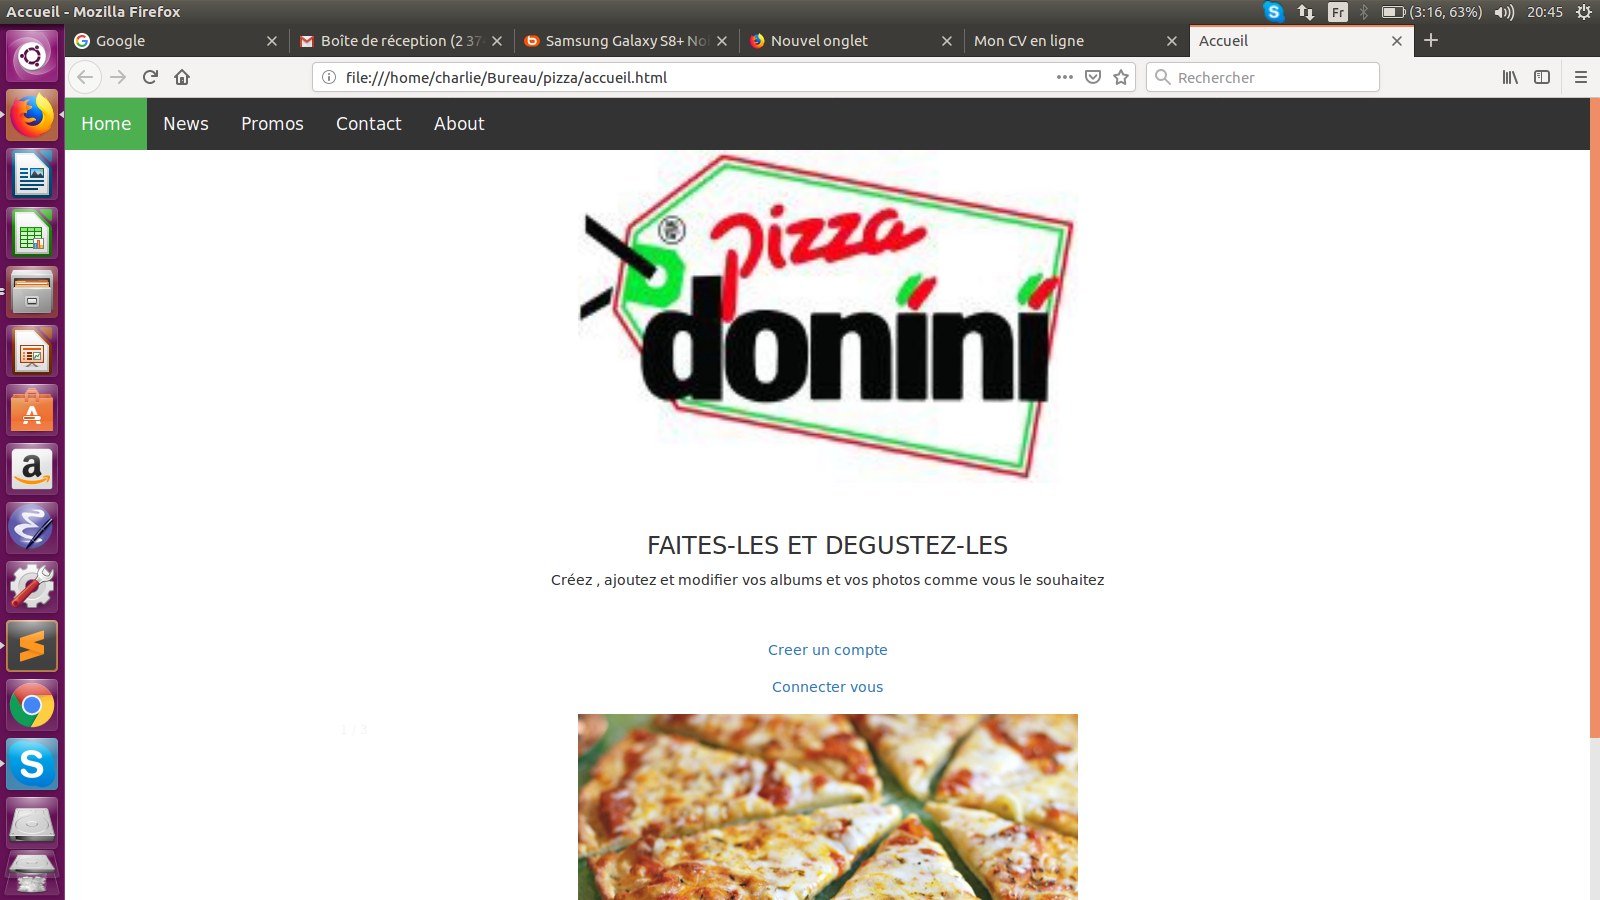 Accueil - Mozilla Firefox
Fr
(3:16, 63%)
20:45
Google
Boîte de réception (2 37
Samsung Galaxy S8+ Noi
Nouvel onglet
Mon CV en ligne
Accueil
file:///home/charlie/Bureau/pizza/accueil.html
Rechercher
Home
News
Promos
Contact
About
pizza
donini
FAITES-LES ET DEGUSTEZ-LES
Créez , ajoutez et modifier vos albums et vos photos comme vous le souhaitez
Creer un compte
Connecter vous
1 / 3